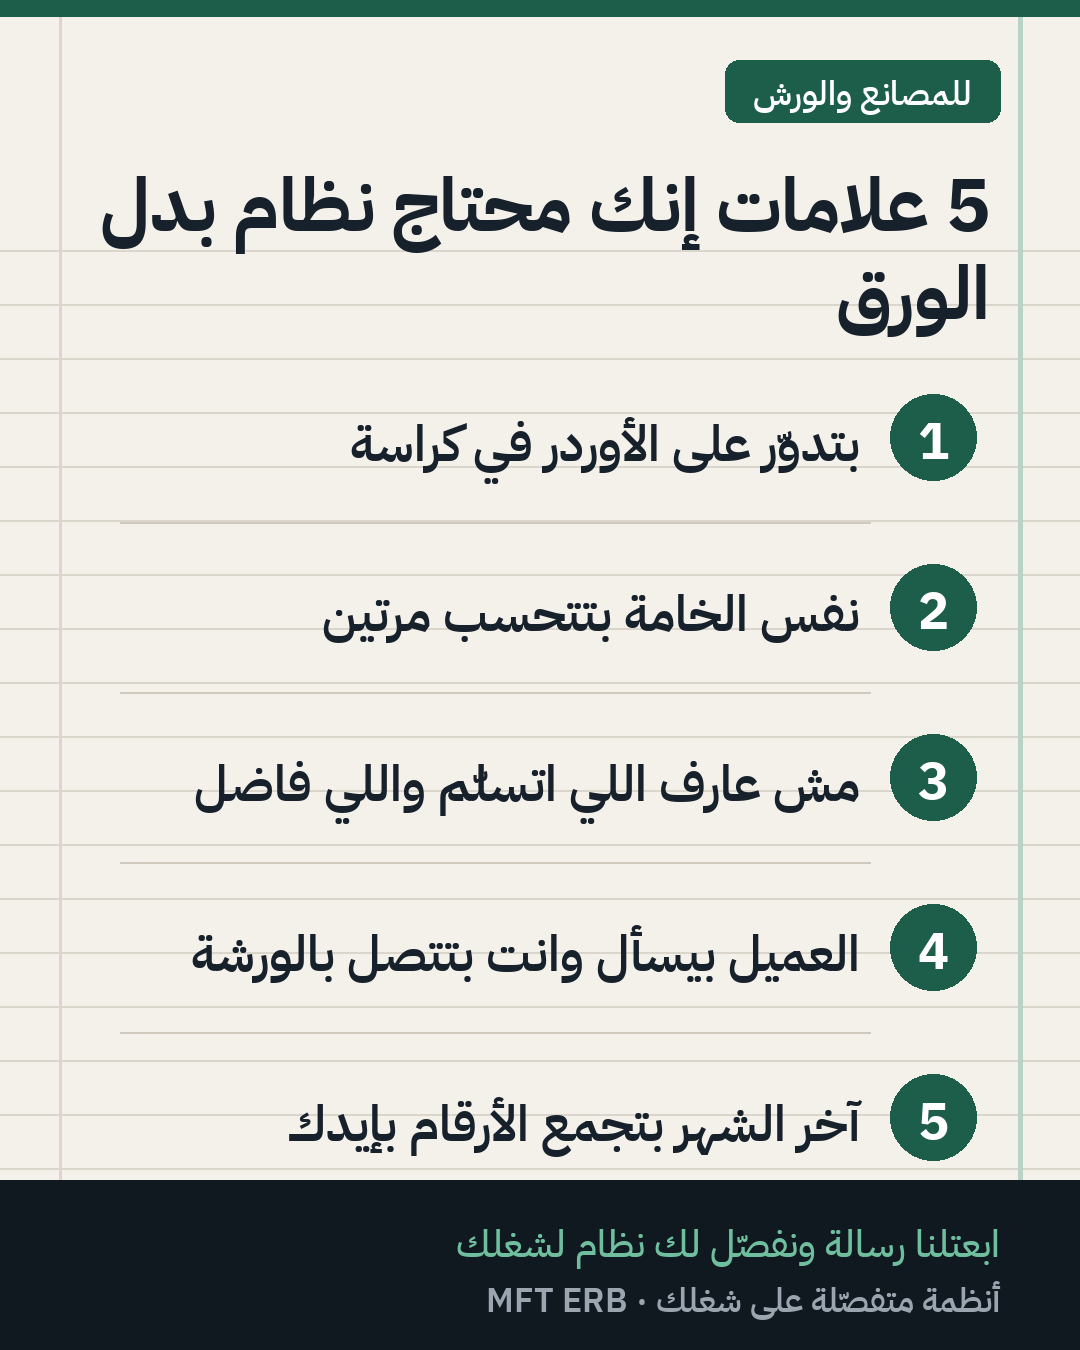 للمصانع والورش
5 علامات إنك محتاج نظام بدل
الورق
1 بتدوّر على الأوردر في كراسة
2 نفس الخامة بتتحسب مرتين
3 مش عارف اللي اتسلّم واللي فاضل
4 العميل بيسأل وانت بتتصل بالورشة
5 آخر الشهر بتجمع الأرقام بإيدك
ابعتلنا رسالة ونفصّل لك نظام لشغلك
أنظمة متفصّلة على شغلك · MFT ERB